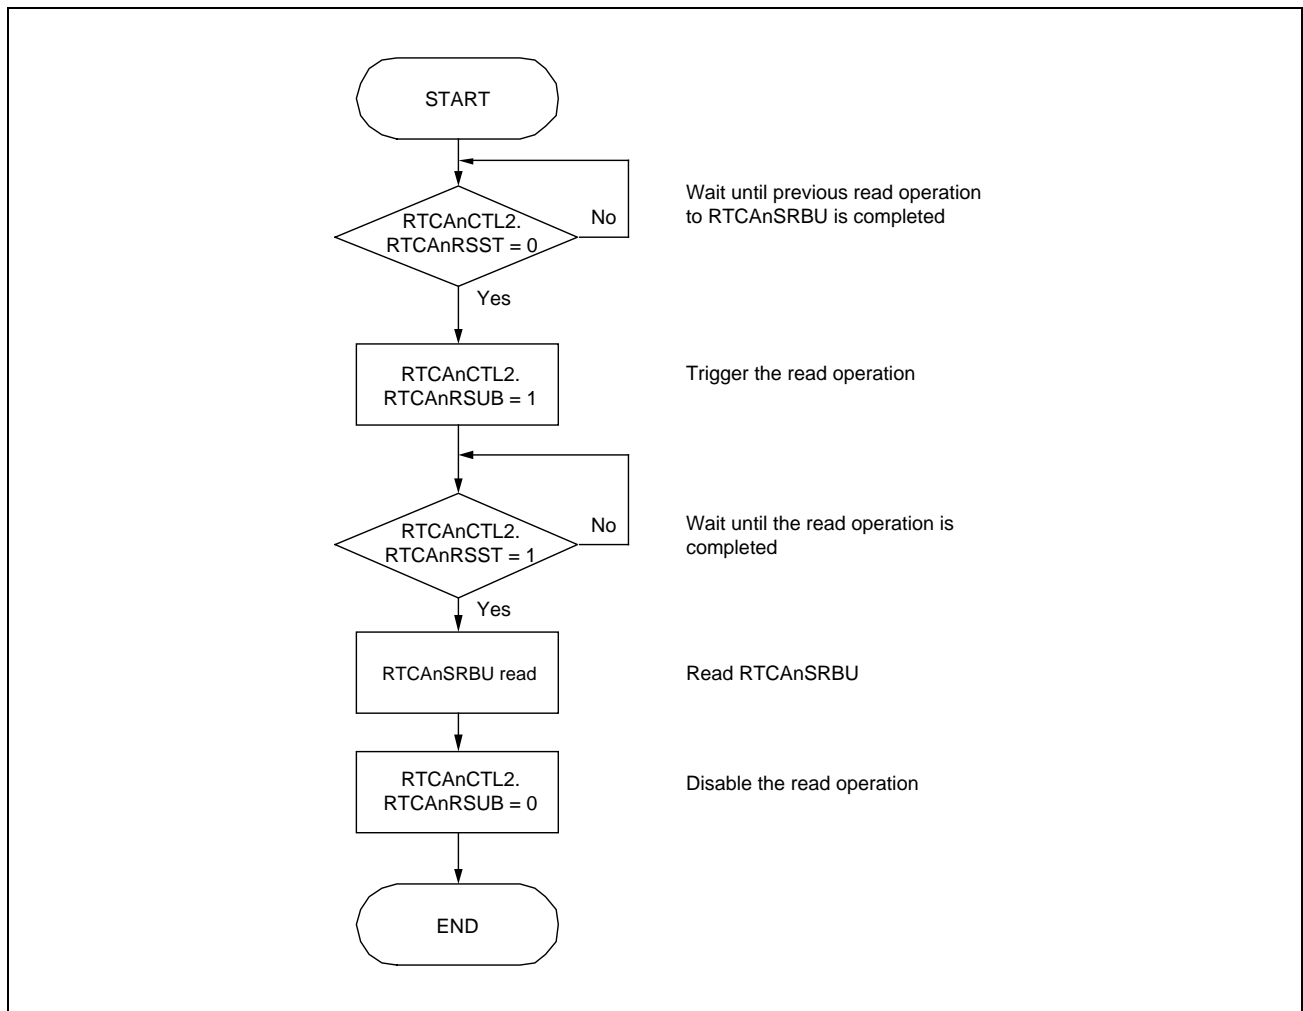 START
Wait until previous read operation
to RTCAnSRBU is completed
RTCAnCTL2.
RTCAnRSST = 0
No
Yes
RTCAnCTL2.
RTCAnRSUB = 1
Trigger the read operation
RTCAnCTL2.
RTCAnRSST = 1
No
Wait until the read operation is
completed
Yes
RTCAnSRBU read
Read RTCAnSRBU
RTCAnCTL2.
RTCAnRSUB = 0
Disable the read operation
END